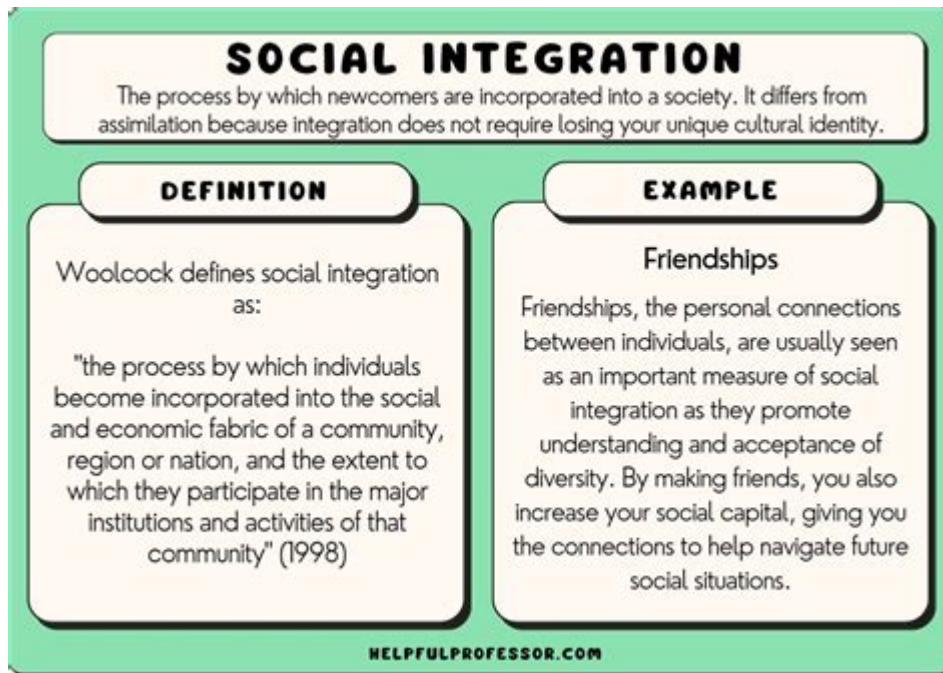 SOCIAL INTEGRATION
The process by which newcomers are incorporated into a society. It differs from
assimilation because integration does not require losing your unique cultural identity.
DEFINITION
Woolcock defines social integration
as:
"the process by which individuals
become incorporated into the social
and economic fabric of a community,
region or nation, and the extent to
which they participate in the major
institutions and activities of that
community" (1998)
EXAMPLE
Friendships
Friendships, the personal connections
between individuals, are usually seen
as an important measure of social
integration as they promote
understanding and acceptance of
diversity. By making friends, you also
increase your social capital, giving you
the connections to help navigate future
social situations.
HELPFULPROFESSOR.COM